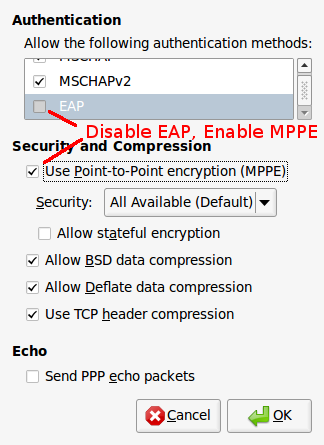 Authentication
Allow the following authentication methods:
MSCHAP
MSCHAPv2
EAP
Disable EAP, Enable MPPE
Security and Compression
Use Point-to-Point encryption (MPPE)
Security: All Available (Default)
Allow stateful encryption
Allow BSD data compression
Allow Deflate data compression
Use TCP header compression
Echo
Send PPP echo packets
Cancel OK